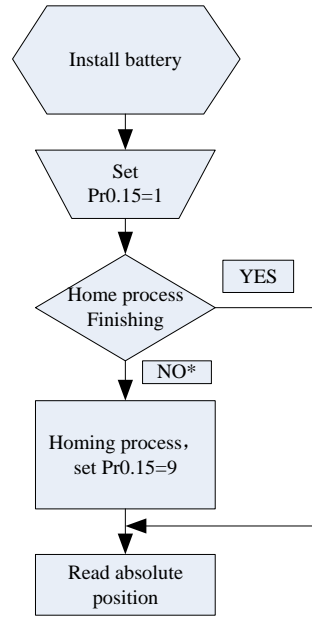 Install battery
Set
Pr0.15=1
Home process
Finishing
YES
NO*
Homing process，
set Pr0.15=9
Read absolute
position